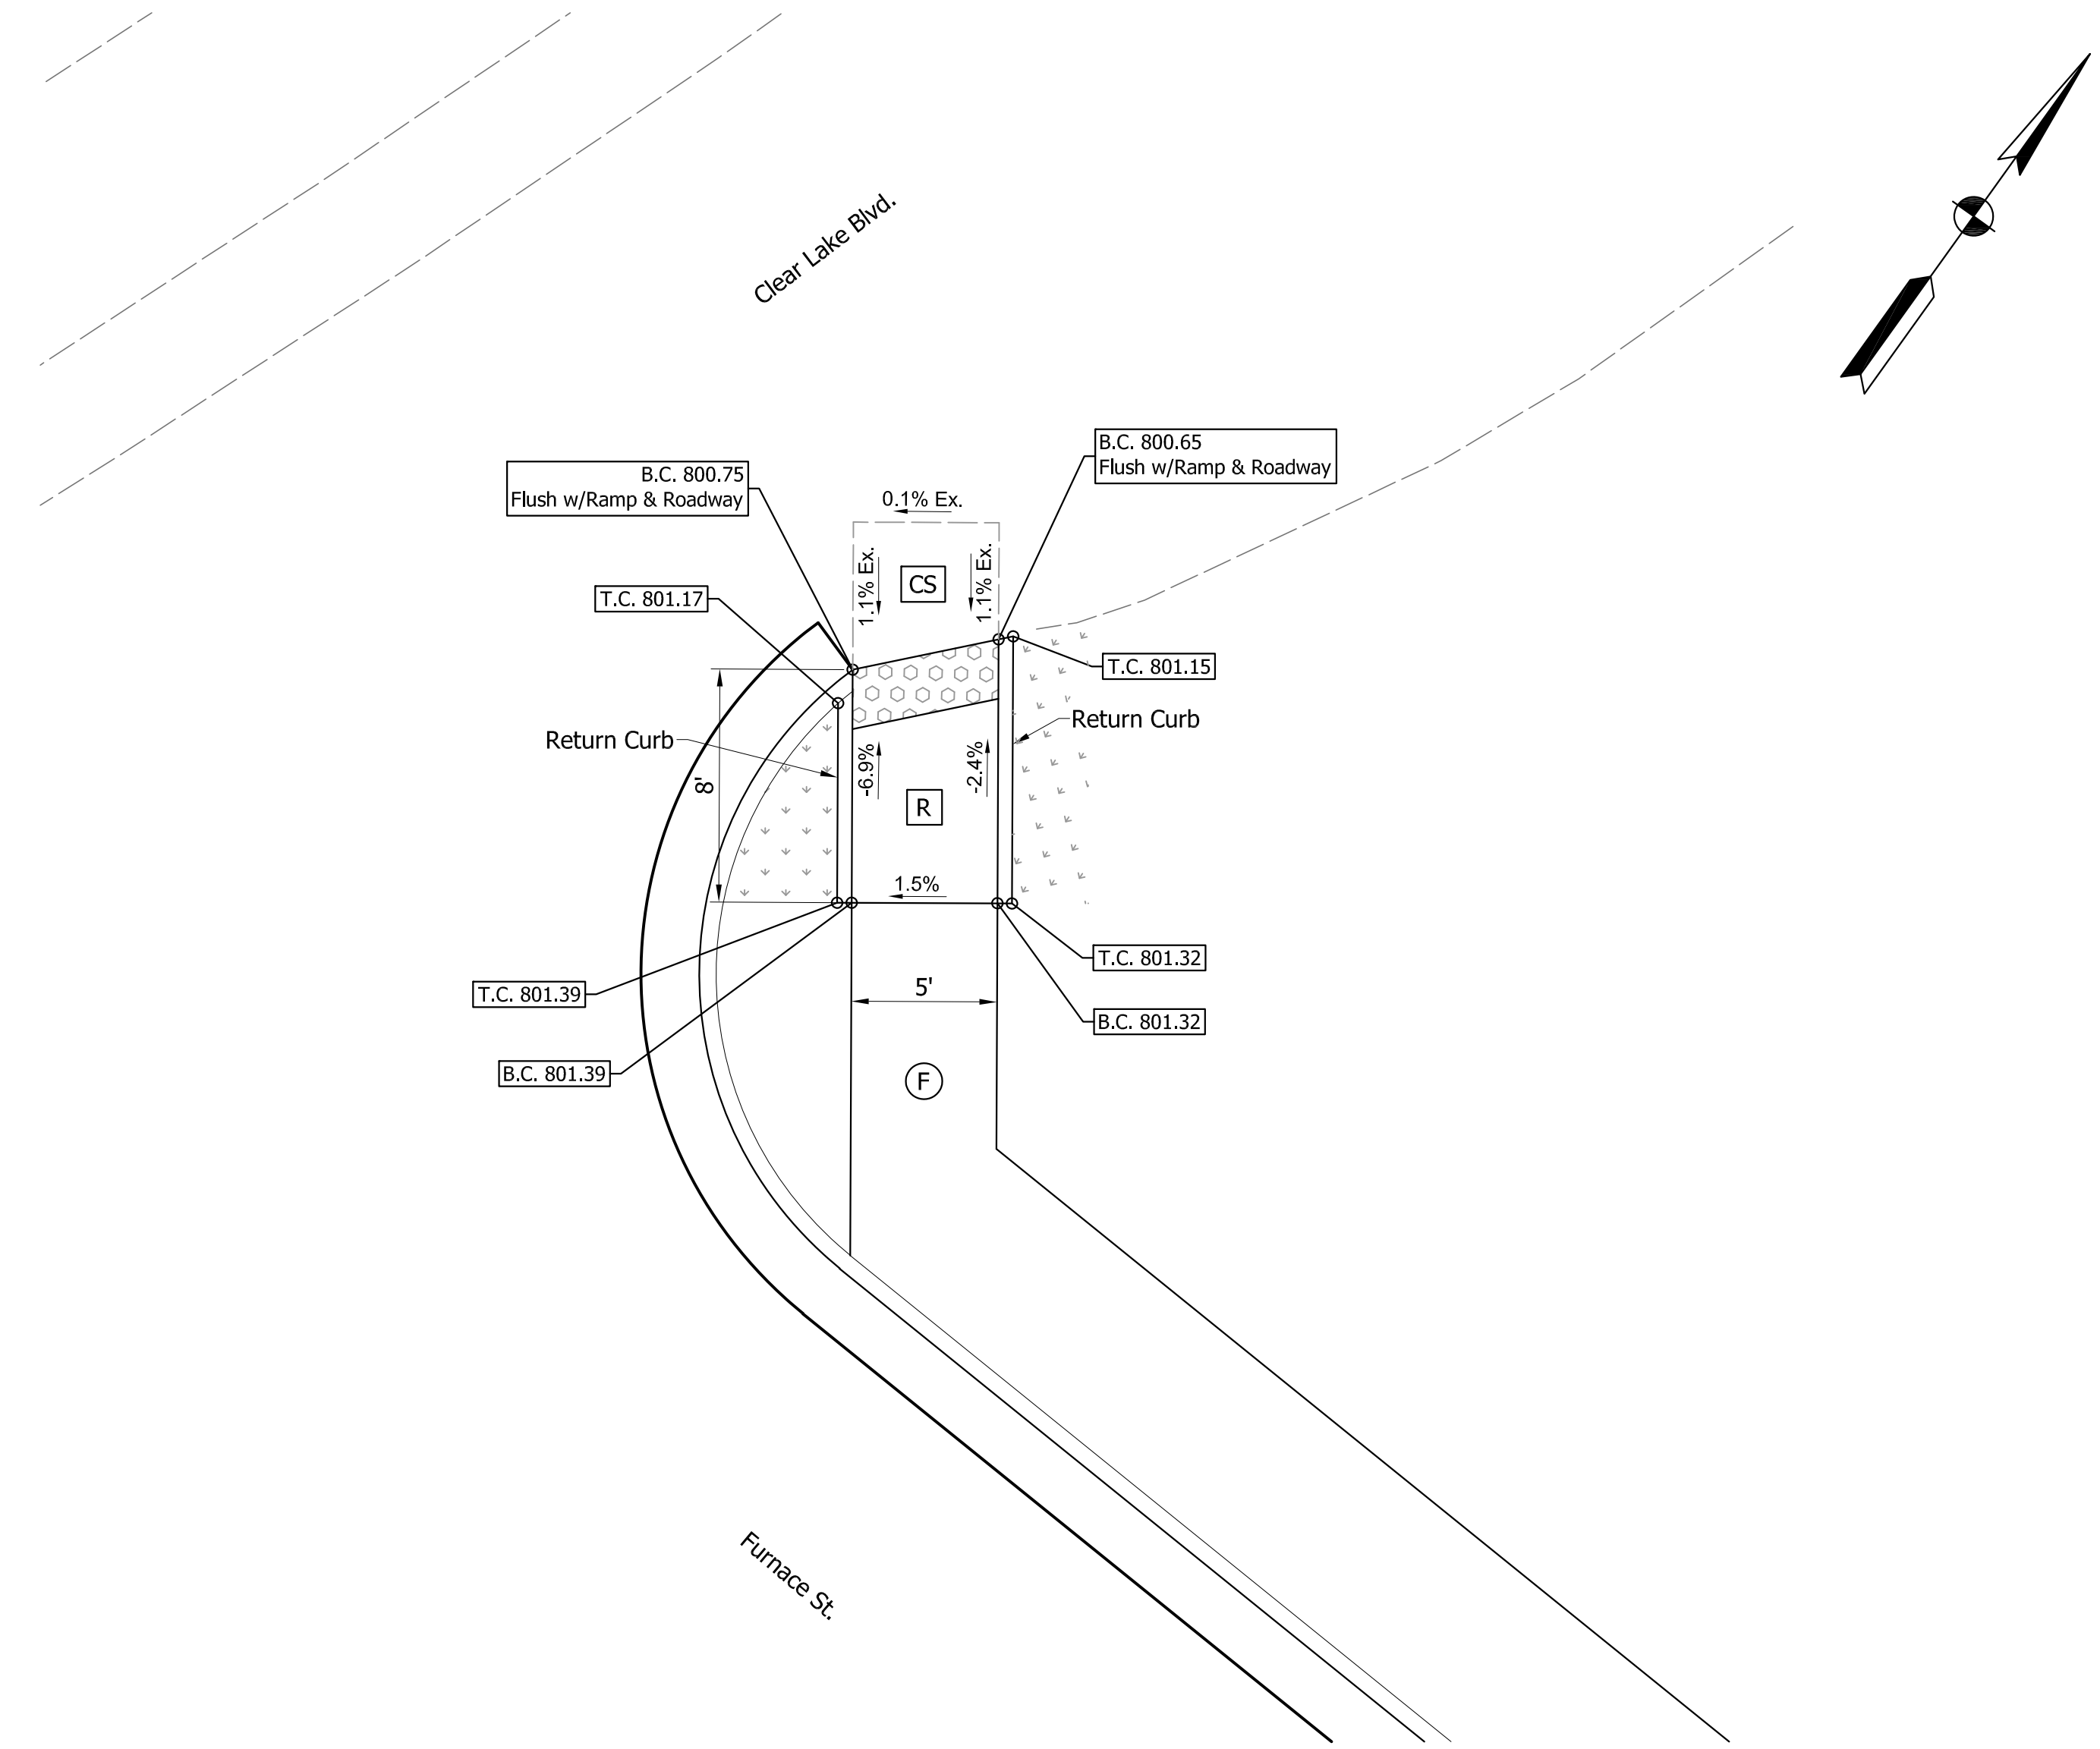 Clear Lake Blvd.
B.C. 800.65
Flush w/Ramp & Roadway
B.C. 800.75
Flush w/Ramp & Roadway
0.1% Ex.
1.1% Ex.
1.1% Ex.
CS
T.C. 801.17
T.C. 801.15
Return Curb
Return Curb
8'
-6.9%
-2.4%
R
1.5%
T.C. 801.32
T.C. 801.39
5'
B.C. 801.32
B.C. 801.39
F
Furnace St.